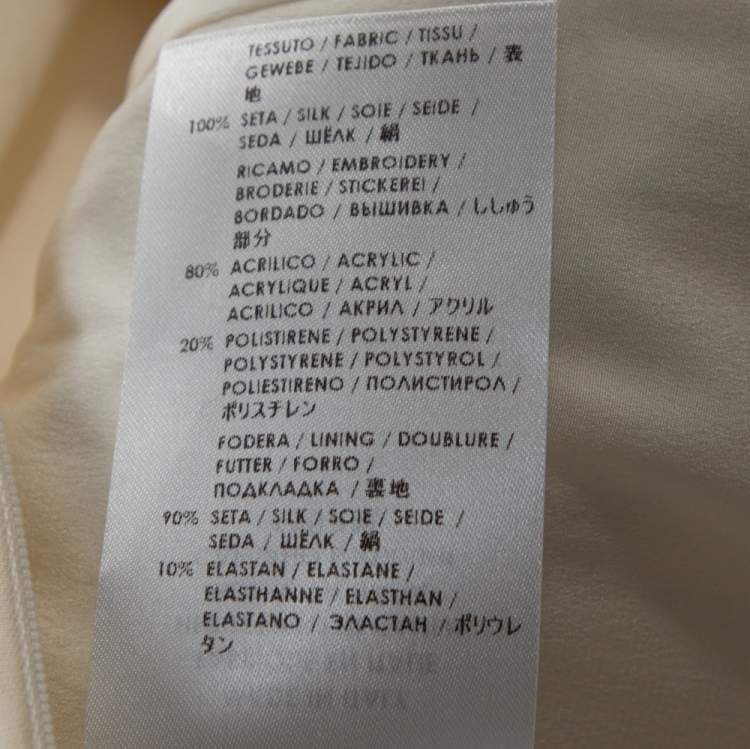 TESSUTO / FABRIC / TISSU /
GEWEBE / TEJIDO / ТКАНЬ / 表
地
100% SETA / SILK / SOIE / SEIDE /
SEDA / ШЁЛК / 絹
RICAMO / EMBROIDERY /
BRODERIE / STICKEREI /
BORDADO / ВЫШИВКА / ししゅう
部分
80% ACRILICO / ACRYLIC /
ACRYLIQUE / ACRYL /
ACRILICO / АКРИЛ / アクリル
20% POLISTIRENE / POLYSTYRENE /
POLYSTYRENE / POLYSTYROL /
POLIESTIRENO / ПОЛИСТИРОЛ /
ポリスチレン
FODERA / LINING / DOUBLURE /
FUTTER / FORRO /
ПОДКЛАДКА / 裏地
90% SETA / SILK / SOIE / SEIDE /
SEDA / ШЁЛК / 絹
10% ELASTAN / ELASTANE /
ELASTHANNE / ELASTHAN /
ELASTANO / ЭЛАСТАН / ポリウレ
タン
MADE IN ITALY